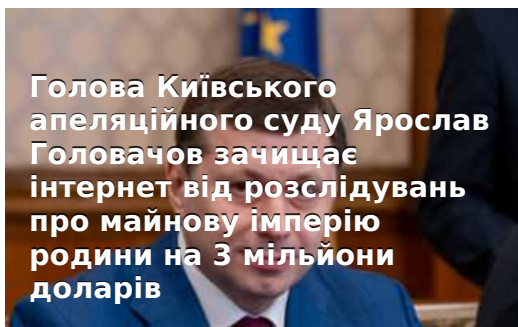 Голова Київського
апеляційного суду Ярослав
Головачов зачищає
інтернет від розслідувань
про майнову імперію
родини на 3 мільйони
доларів